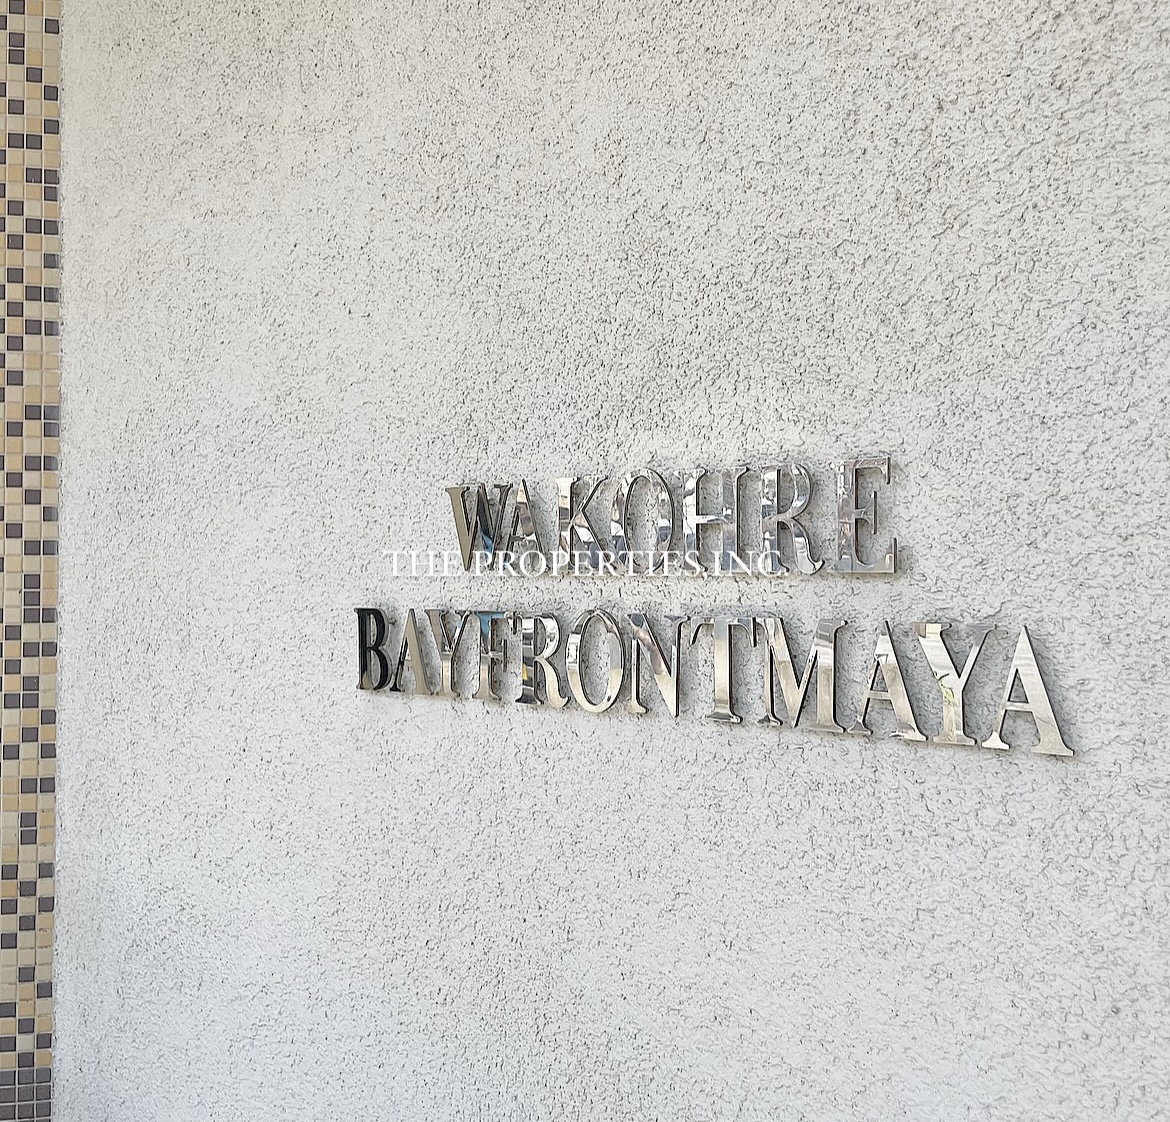 WAKOHRE
THE PROPERTIES,INC.
BAYFRONTMAYA